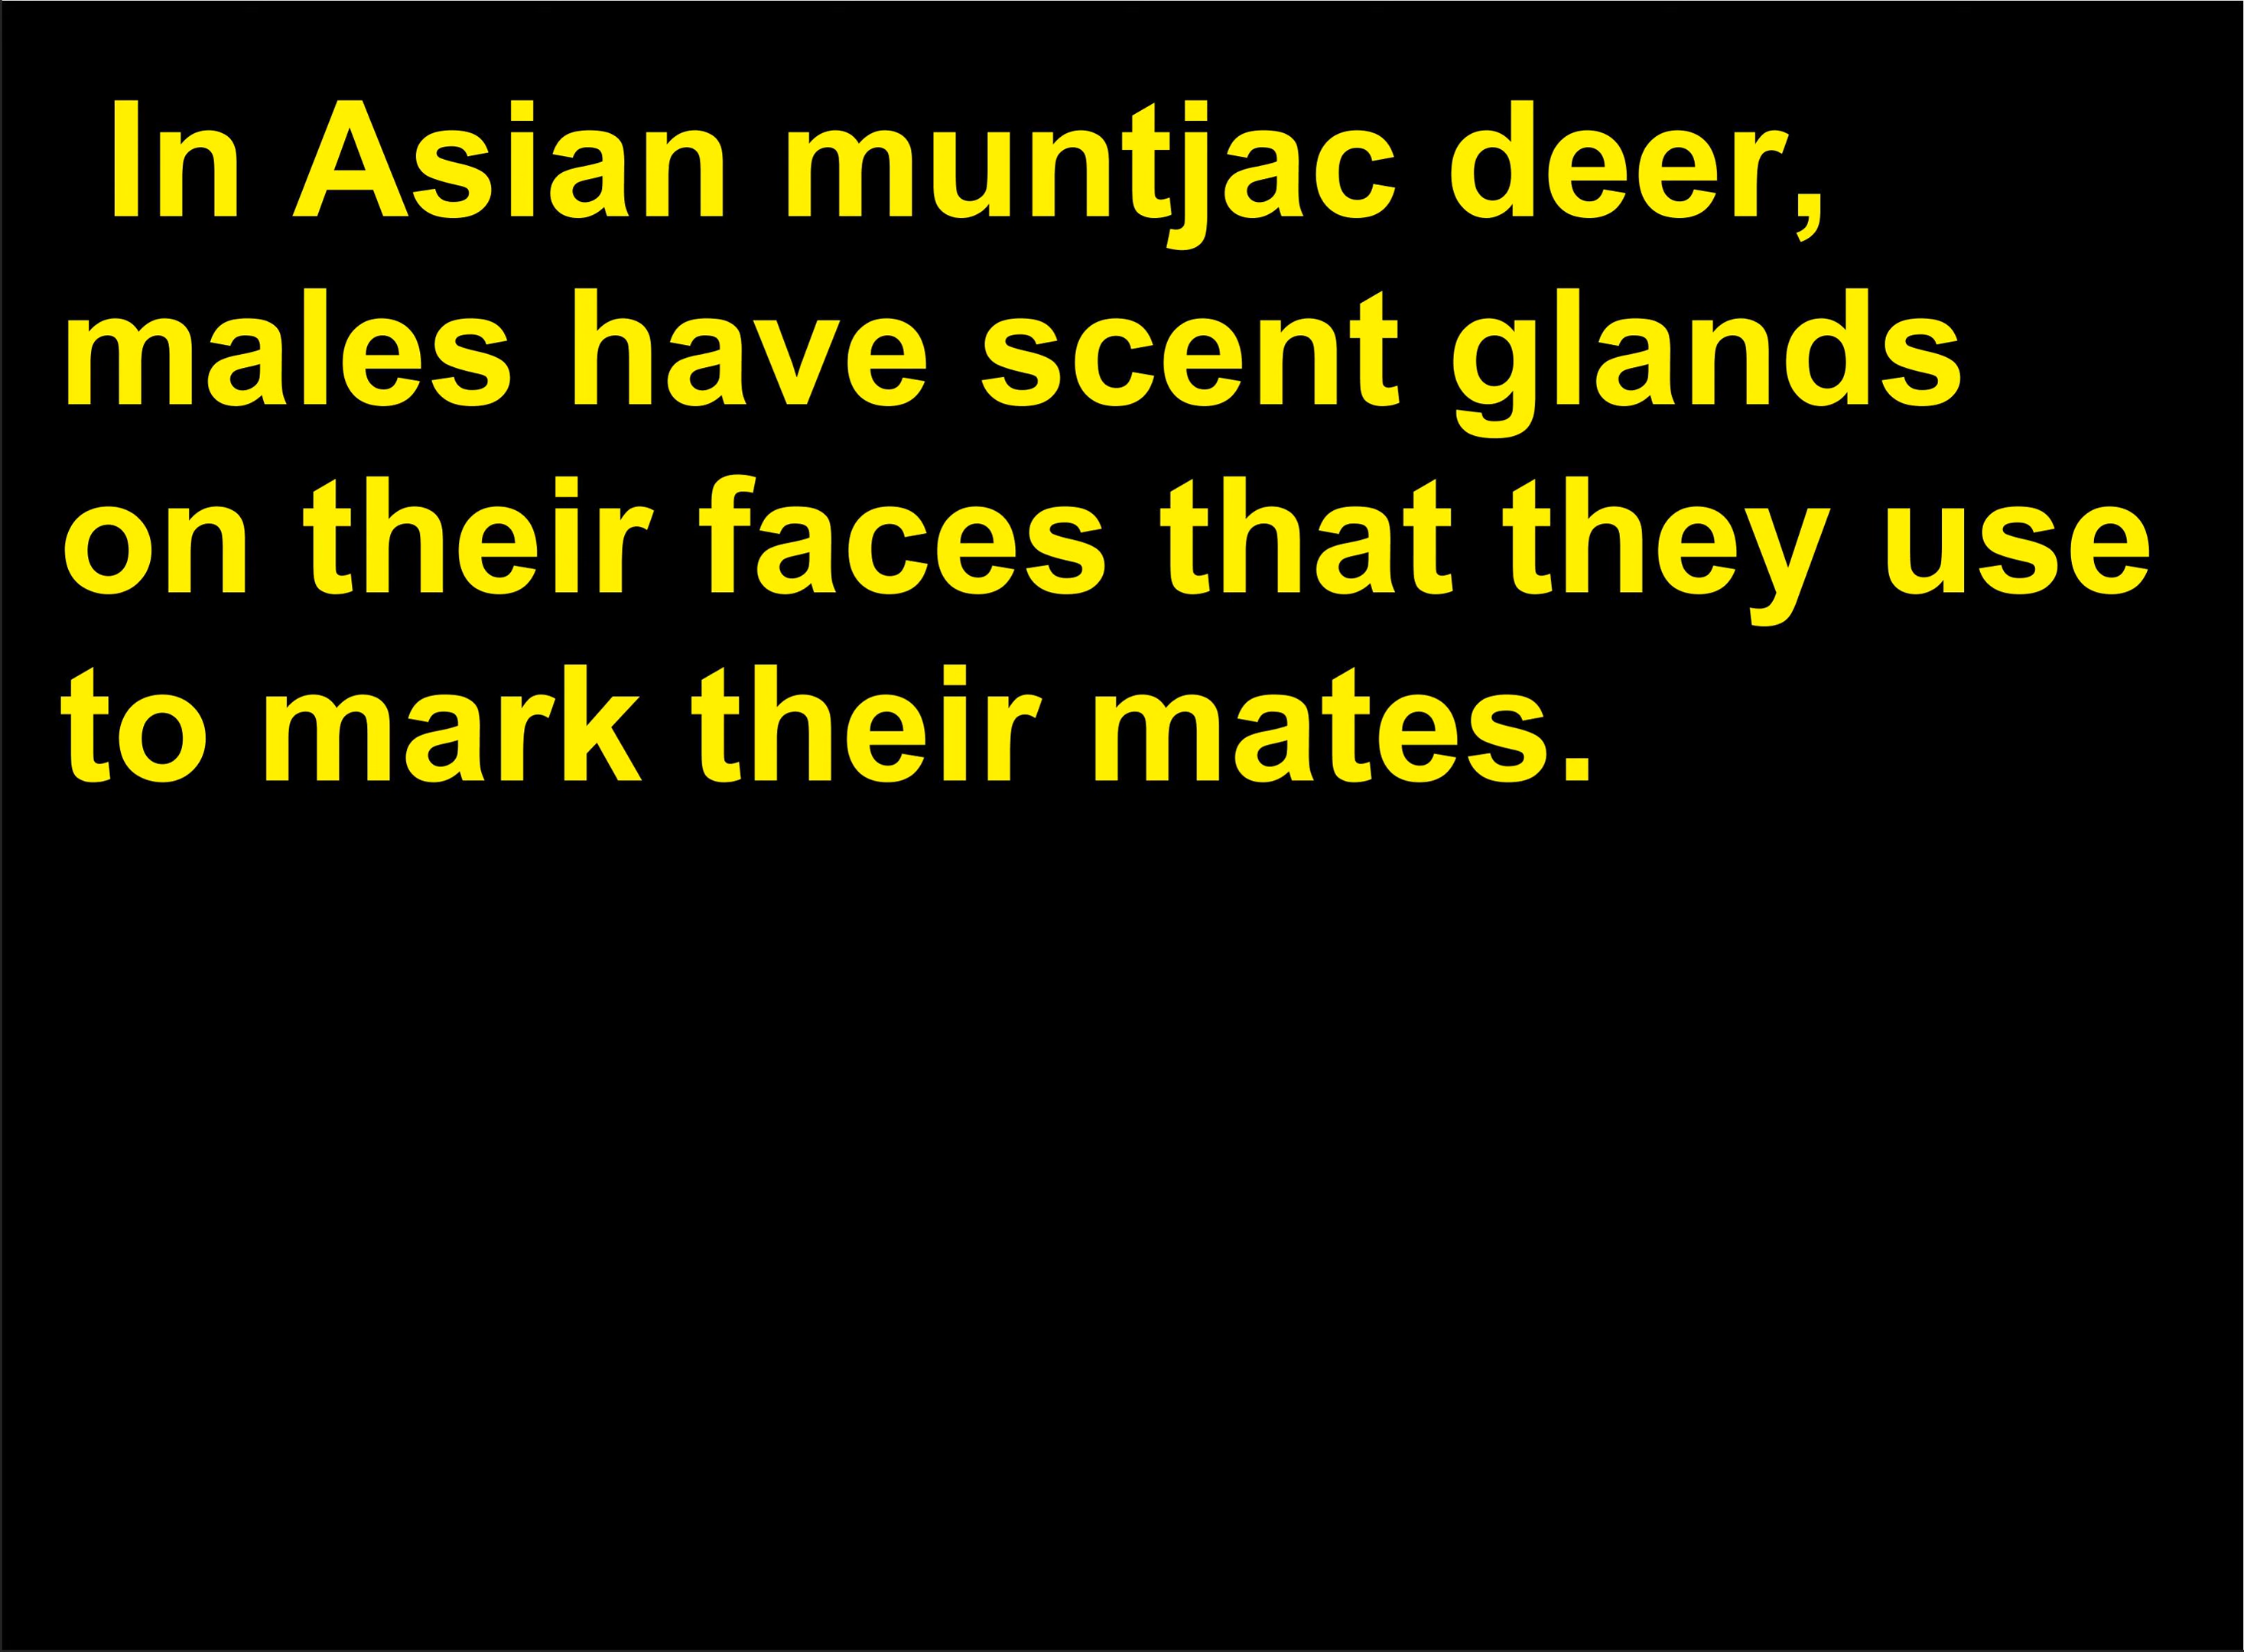 In Asian muntjac deer,
males have scent glands
on their faces that they use
to mark their mates.